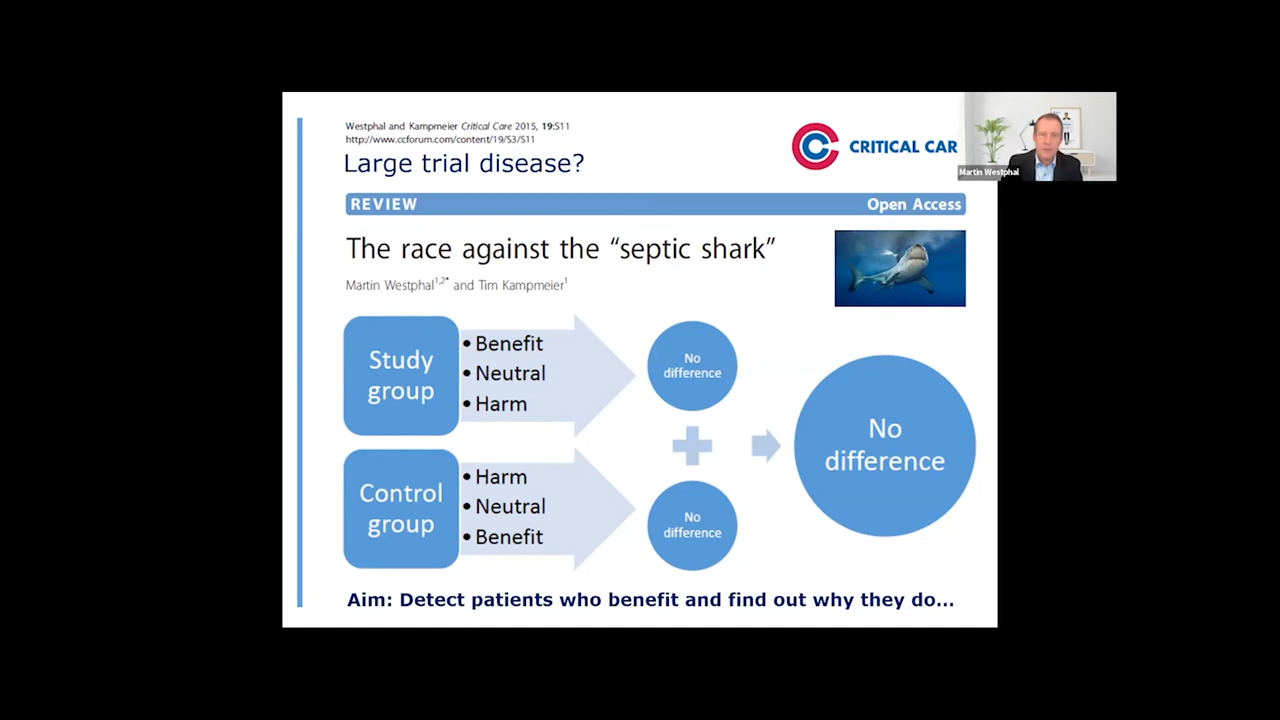 Westphal and Kampmeier Critical Care 2015, 19:S11
http://www.ccforum.com/content/19/S3/S11
Large trial disease?
CRITICAL CAR
Martin Westphal
REVIEW
Open Access
The race against the “septic shark”
Martin Westphal1,2* and Tim Kampmeier1
Study
group
• Benefit
• Neutral
• Harm
No
difference
Control
group
• Harm
• Neutral
• Benefit
No
difference
No
difference
Aim: Detect patients who benefit and find out why they do...